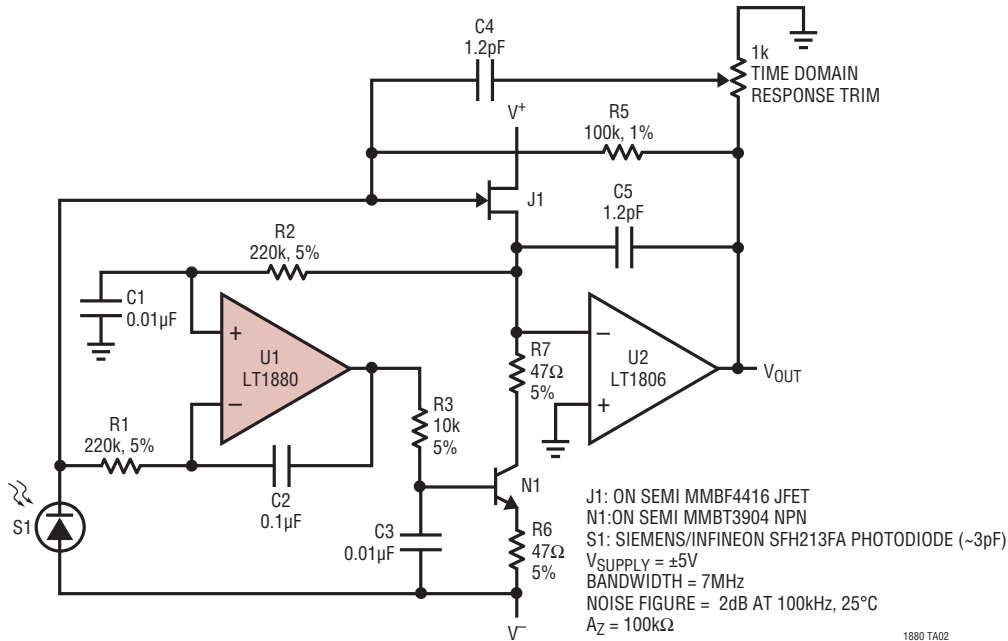 C4
1.2pF
1k
TIME DOMAIN
RESPONSE TRIM
V+
R5
100k, 1%
J1
C5
1.2pF
R2
220k, 5%
C1
0.01µF
+
U1
LT1880
–
R7
47Ω
5%
–
U2
LT1806
+
VOUT
R1
220k, 5%
R3
10k
5%
C2
0.1µF
N1
S1
C3
0.01µF
R6
47Ω
5%
V–
J1: ON SEMI MMBF4416 JFET
N1:ON SEMI MMBT3904 NPN
S1: SIEMENS/INFINEON SFH213FA PHOTODIODE (~3pF)
VSUPPLY = ±5V
BANDWIDTH = 7MHz
NOISE FIGURE = 2dB AT 100kHz, 25°C
AZ = 100kΩ
1880 TA02